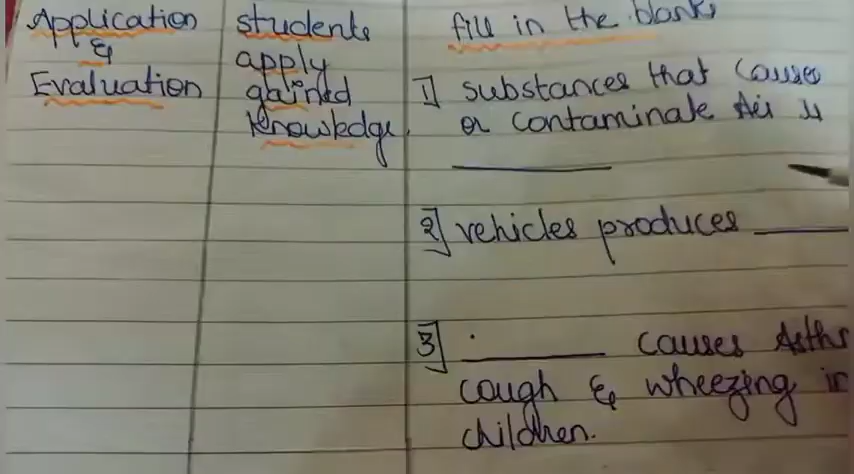 Application
&
Evaluation
students
apply
gained
knowledge.
fill in the blanks
1] substances that causes
or contaminate Air is
2] vehicles produces
3] causes Asth
cough & wheezing in
children.